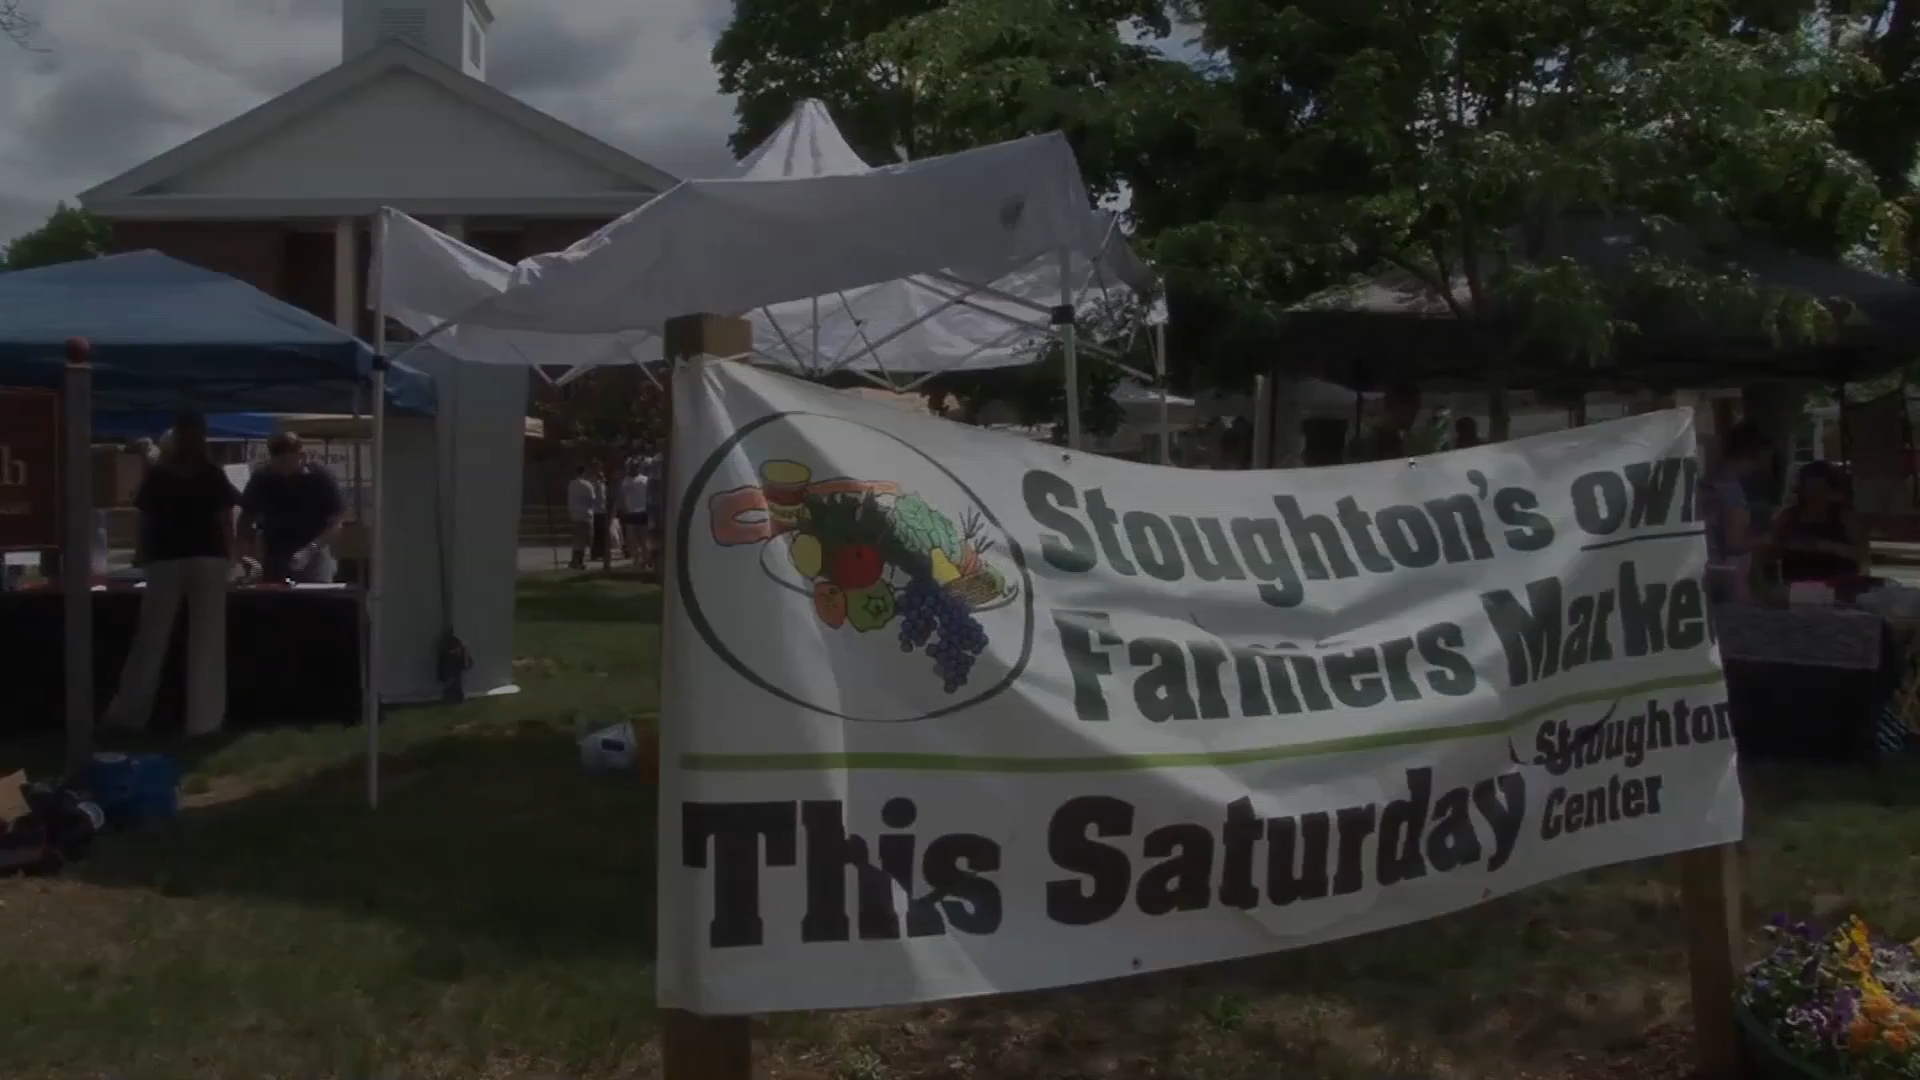 Stoughton's own
Farmers Market
This Saturday
Stoughton
Center